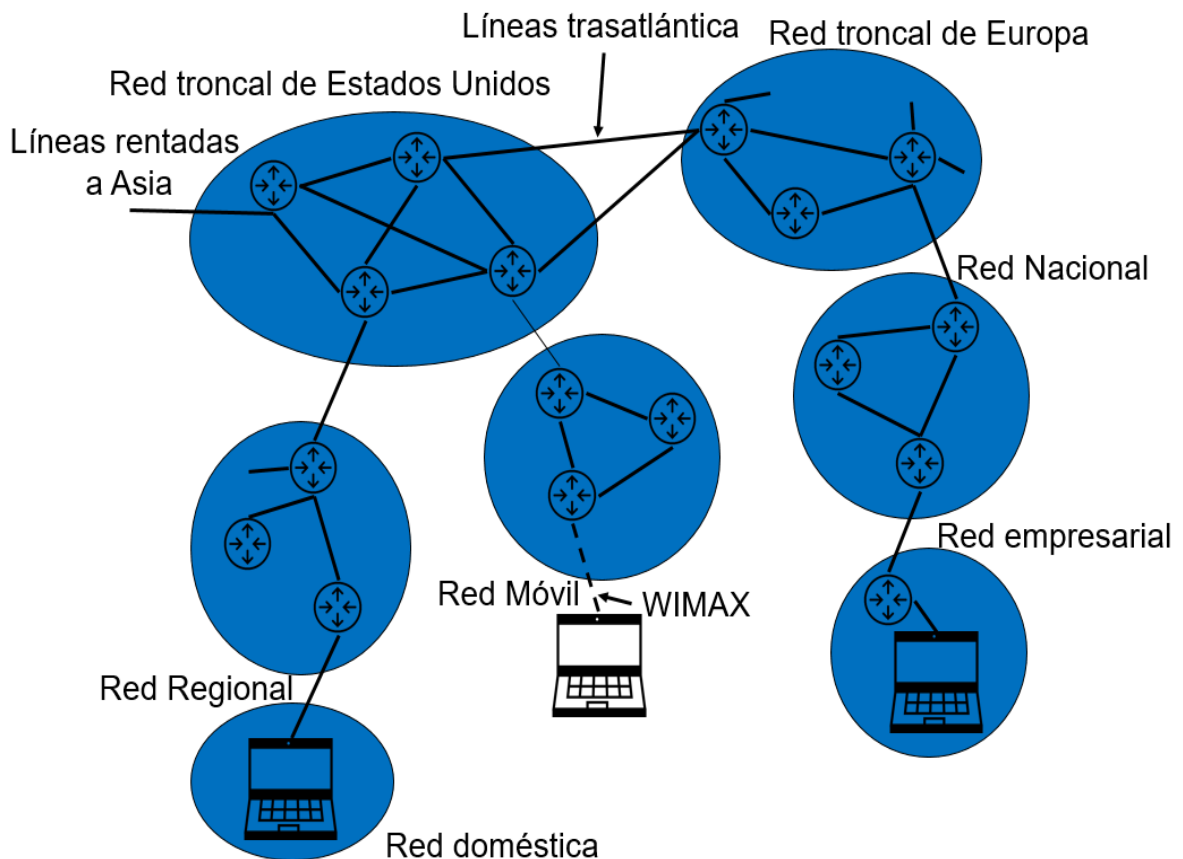 Líneas trasatlántica
Red troncal de Europa
Red troncal de Estados Unidos
Líneas rentadas
a Asia
Red Nacional
Red empresarial
Red Móvil
WIMAX
Red Regional
Red doméstica